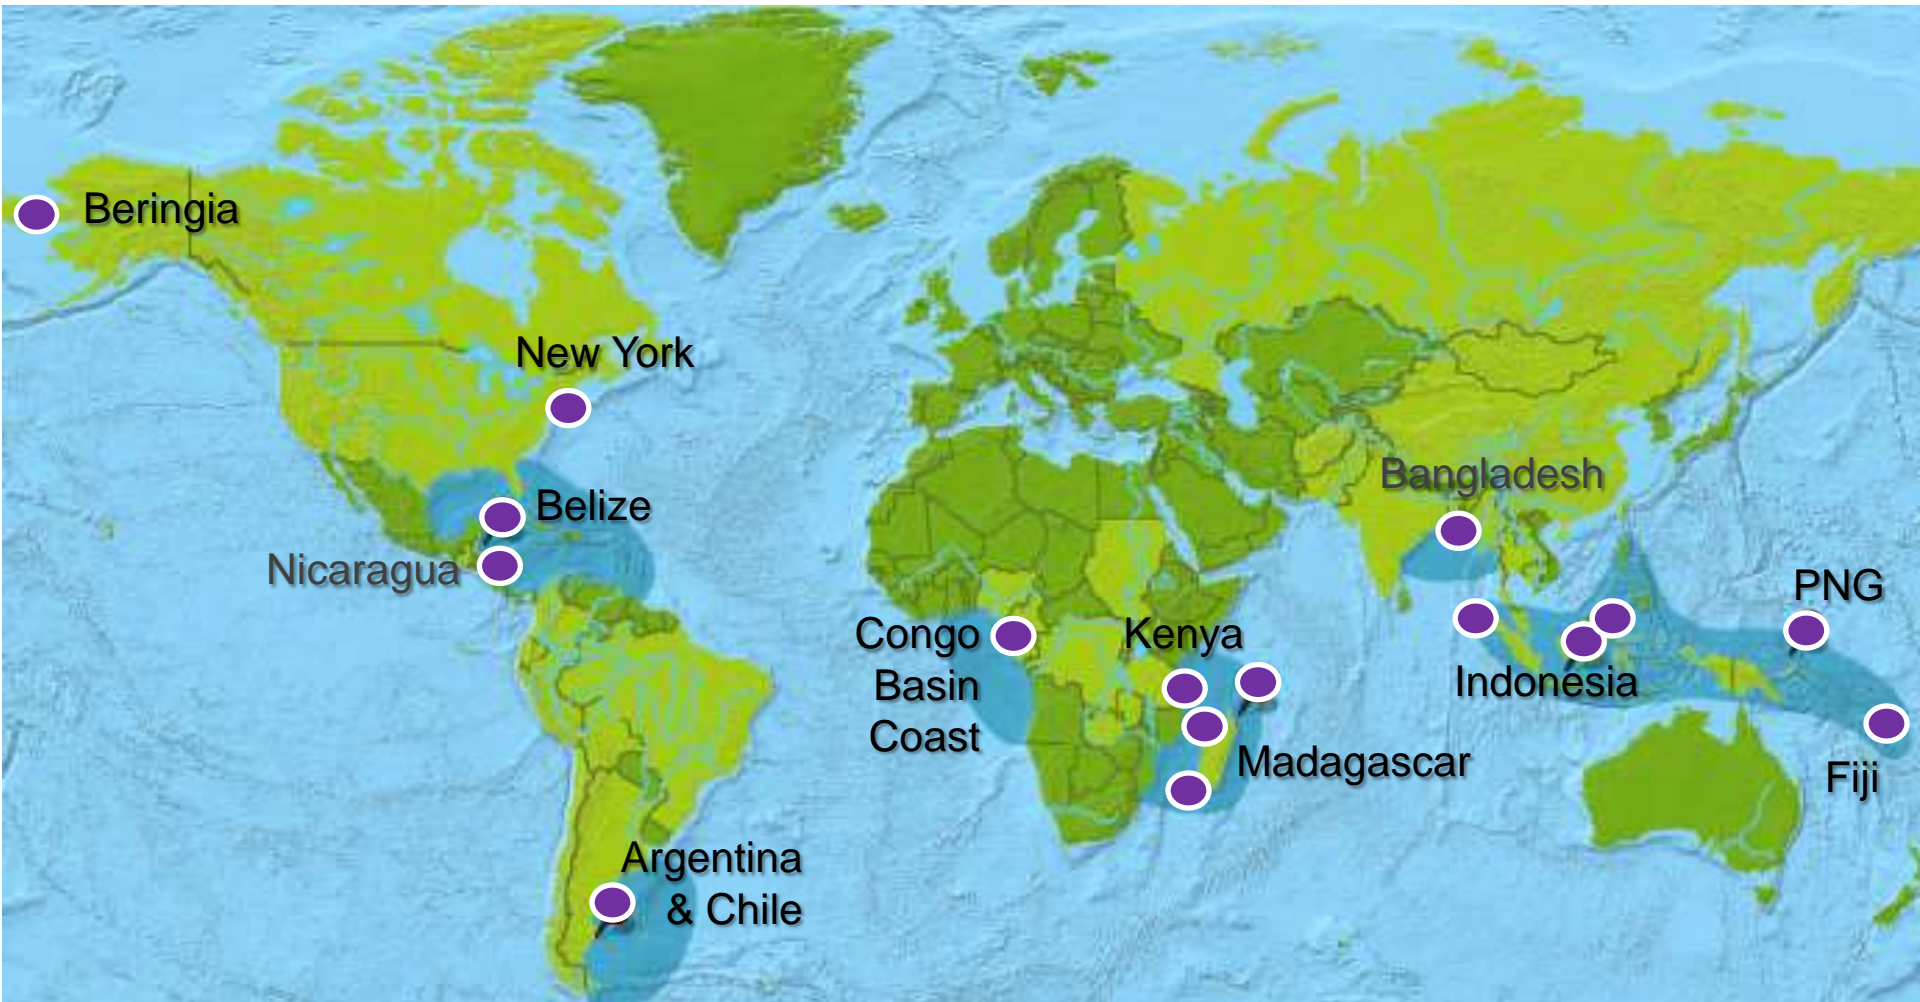 Beringia
New York
Belize
Nicaragua
Bangladesh
PNG
Congo
Basin
Coast
Kenya
Indonesia
Madagascar
Fiji
Argentina
& Chile